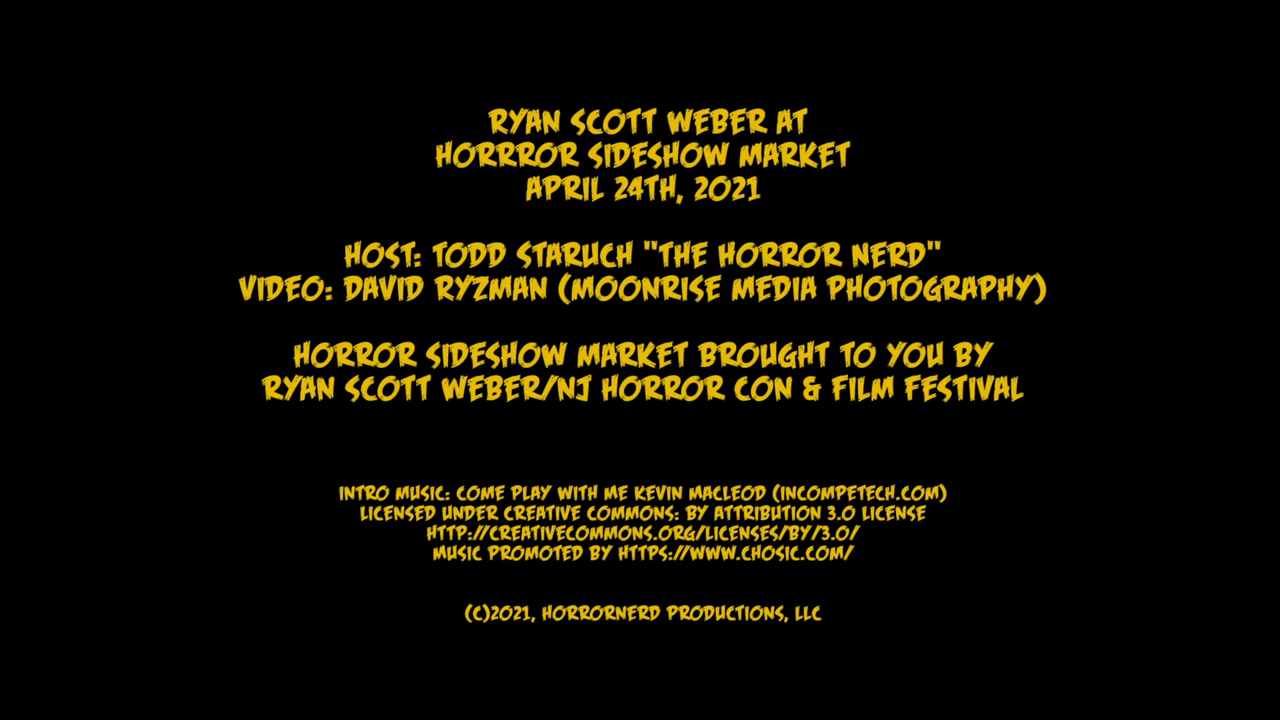 RYAN SCOTT WEBER AT
HORRROR SIDESHOW MARKET
APRIL 24TH, 2021
HOST: TODD STARUCH "THE HORROR NERD"
VIDEO: DAVID RYZMAN (MOONRISE MEDIA PHOTOGRAPHY)
HORROR SIDESHOW MARKET BROUGHT TO YOU BY
RYAN SCOTT WEBER/NJ HORROR CON & FILM FESTIVAL
INTRO MUSIC: COME PLAY WITH ME KEVIN MACLEOD (INCOMPETECH.COM)
LICENSED UNDER CREATIVE COMMONS: BY ATTRIBUTION 3.0 LICENSE
HTTP://CREATIVECOMMONS.ORG/LICENSES/BY/3.0/
MUSIC PROMOTED BY HTTPS://WWW.CHOSIC.COM/
(C)2021, HORRORNERD PRODUCTIONS, LLC